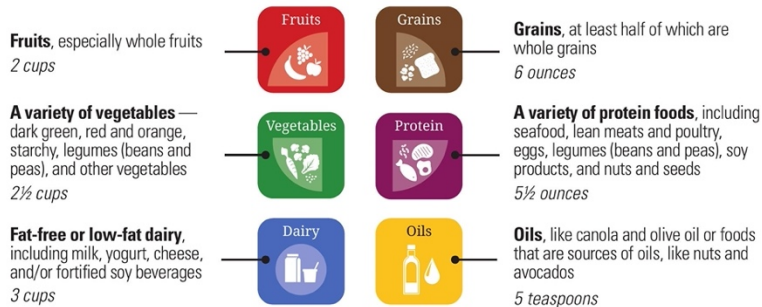 Fruits, especially whole fruits
2 cups
Fruits
Grains
Grains, at least half of which are
whole grains
6 ounces
A variety of vegetables —
dark green, red and orange,
starchy, legumes (beans and
peas), and other vegetables
2½ cups
Vegetables
Protein
A variety of protein foods, including
seafood, lean meats and poultry,
eggs, legumes (beans and peas), soy
products, and nuts and seeds
5½ ounces
Fat-free or low-fat dairy,
including milk, yogurt, cheese,
and/or fortified soy beverages
3 cups
Dairy
Oils
Oils, like canola and olive oil or foods
that are sources of oils, like nuts and
avocados
5 teaspoons